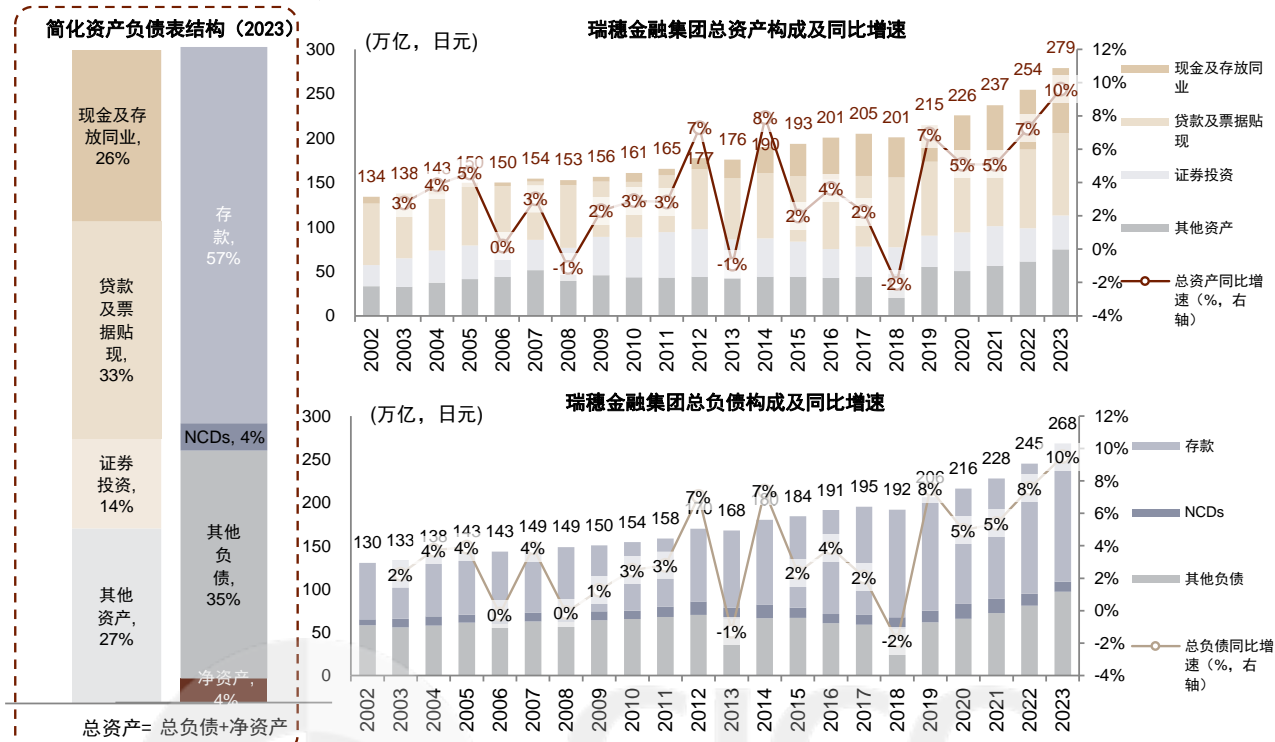 简化资产负债表结构（2023）
现金及存
放同业,
26%
贷款
及票
据贴
现,
33%
证券
投资,
14%
其他
资产,
27%
存
款,
57%
NCDs, 4%
其他
负
债,
35%
净资产,
4%
总资产= 总负债+净资产
瑞穗金融集团总资产构成及同比增速
(万亿，日元)
300
250
200
150
100
50
0
134 138 143 150 150 154 153 156 161 165 177 176 190 193 201 205 201 215 226 237 254 279
3% 4% 5% 0% 3% -1% 2% 3% 3% 7% -1% 8% 2% 4% 2% -2% 7% 5% 5% 7% 10%
12%
10%
8%
6%
4%
2%
0%
-2%
-4%
2002 2003 2004 2005 2006 2007 2008 2009 2010 2011 2012 2013 2014 2015 2016 2017 2018 2019 2020 2021 2022 2023
现金及存放同
业
贷款及票据贴
现
证券投资
其他资产
总资产同比增
速（%，右
轴）
瑞穗金融集团总负债构成及同比增速
(万亿，日元)
300
250
200
150
100
50
0
130 133 138 143 143 149 149 150 154 158 170 168 180 184 191 195 192 206 216 228 245 268
2% 4% 4% 0% 4% 0% 1% 3% 3% 7% -1% 7% 2% 4% 2% -2% 8% 5% 5% 8% 10%
12%
10%
8%
6%
4%
2%
0%
-2%
-4%
2002 2003 2004 2005 2006 2007 2008 2009 2010 2011 2012 2013 2014 2015 2016 2017 2018 2019 2020 2021 2022 2023
存款
NCDs
其他负债
总负债同比增
速（%，右
轴）